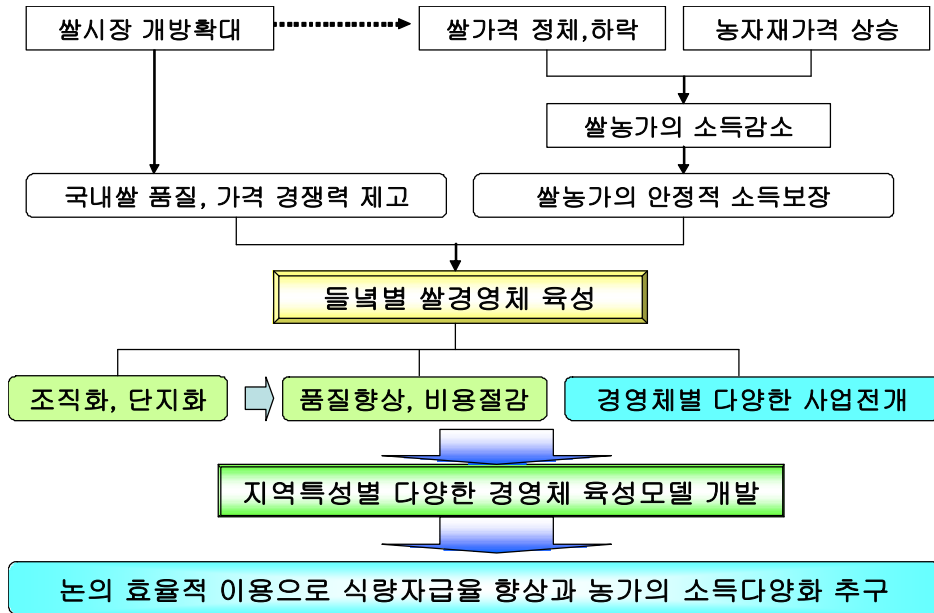 쌀시장 개방확대
쌀가격 정체,하락
농자재가격 상승
쌀농가의 소득감소
국내쌀 품질, 가격 경쟁력 제고
쌀농가의 안정적 소득보장
들녘별 쌀경영체 육성
조직화, 단지화
품질향상, 비용절감
경영체별 다양한 사업전개
지역특성별 다양한 경영체 육성모델 개발
논의 효율적 이용으로 식량자급율 향상과 농가의 소득다양화 추구